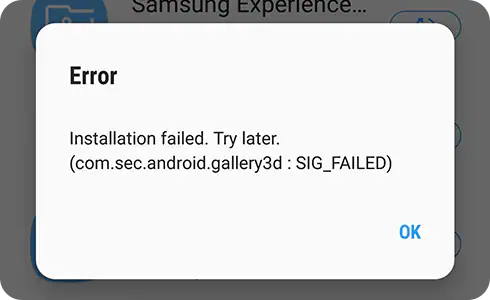 Samsung Experience...
Error
Installation failed. Try later.
(com.sec.android.gallery3d : SIG_FAILED)
OK